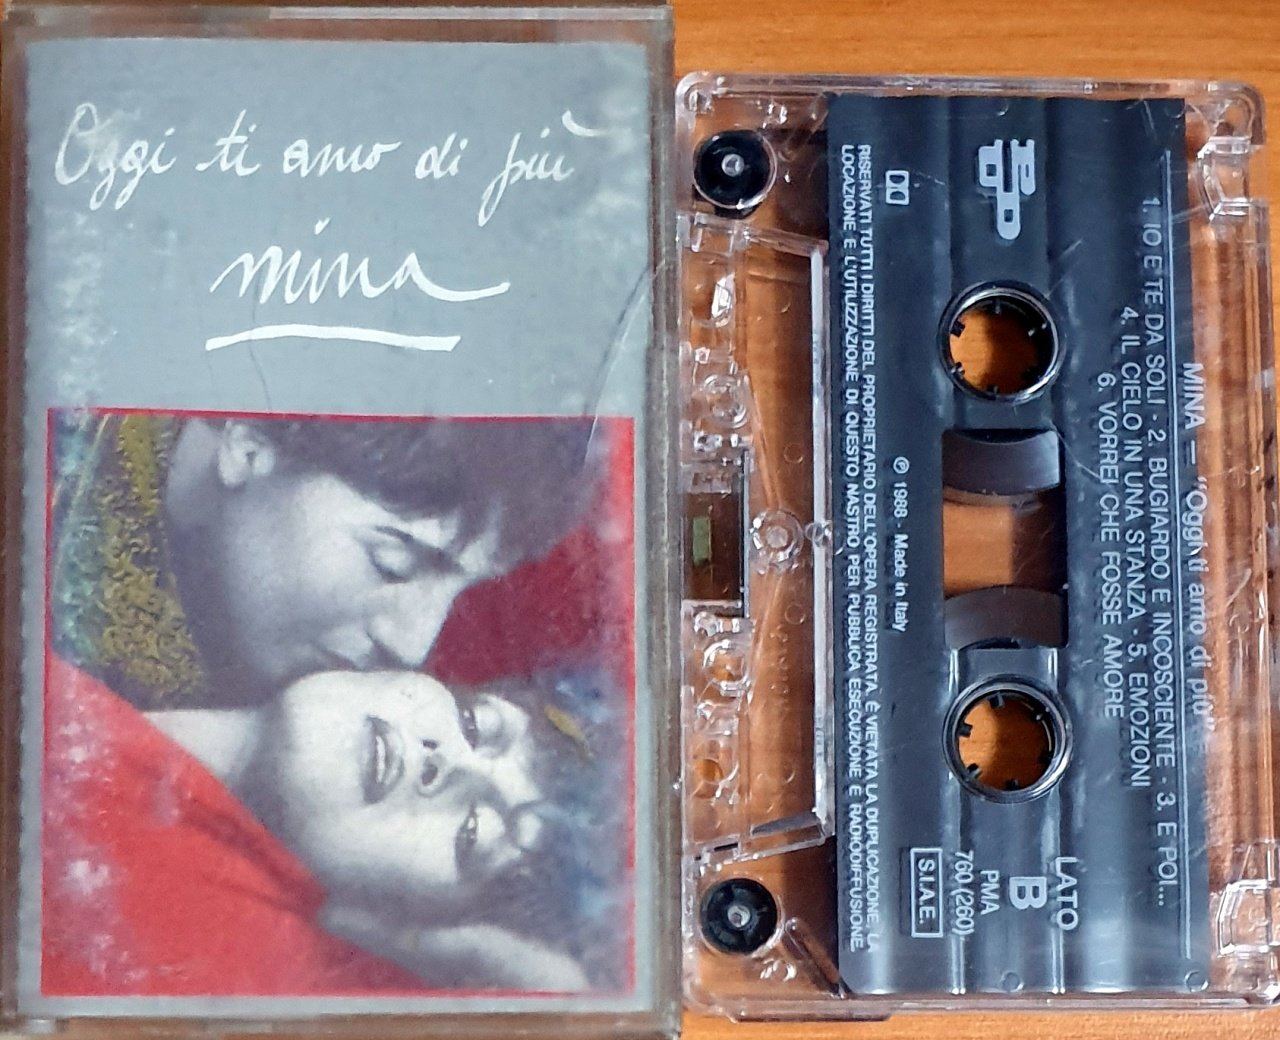 Oggi ti amo di più
mina
MINA — "Oggi ti amo di più"
1. IO E TE DA SOLI - 2. BUGIARDO E INCOSCIENTE - 3. E POI...
4. IL CIELO IN UNA STANZA - 5. EMOZIONI
6. VORREI CHE FOSSE AMORE
PDU
LATO
B
PMA
760 (260)
S.I.A.E.
℗ 1988 - Made in Italy
RISERVATI TUTTI I DIRITTI DEL PROPRIETARIO DELL'OPERA REGISTRATA. È VIETATA LA DUPLICAZIONE, LA
LOCAZIONE E L'UTILIZZAZIONE DI QUESTO NASTRO PER PUBBLICA ESECUZIONE E RADIODIFFUSIONE.